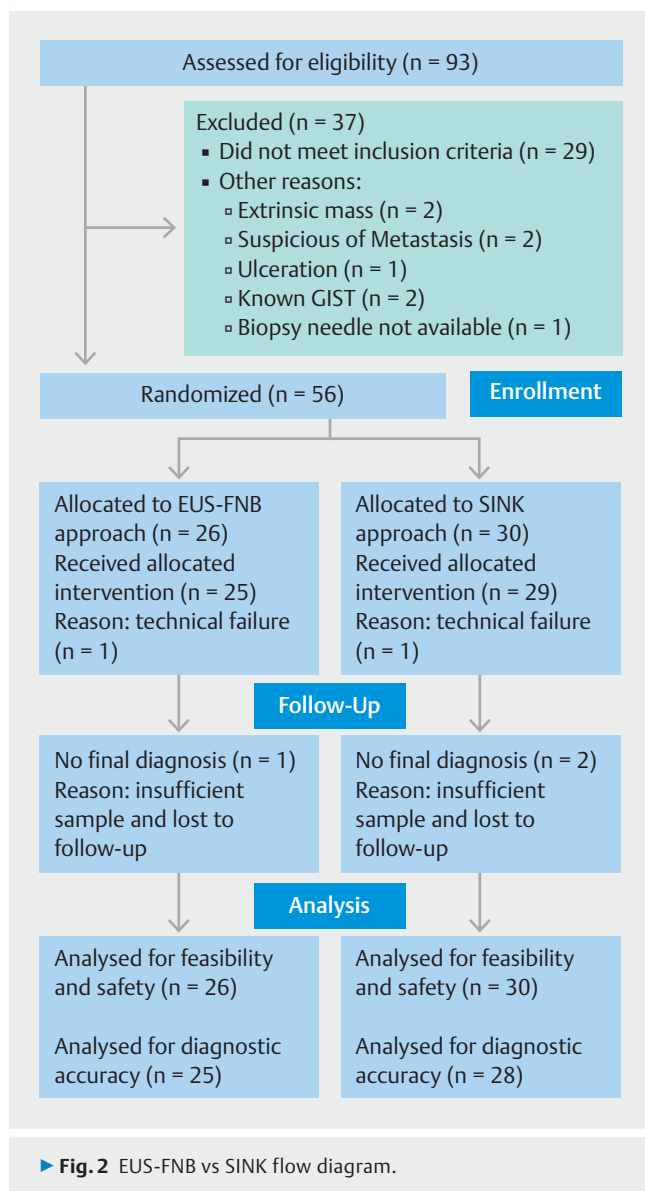 Assessed for eligibility (n = 93)
Excluded (n = 37)
▪ Did not meet inclusion criteria (n = 29)
▪ Other reasons:
▫ Extrinsic mass (n = 2)
▫ Suspicious of Metastasis (n = 2)
▫ Ulceration (n = 1)
▫ Known GIST (n = 2)
▫ Biopsy needle not available (n = 1)
Randomized (n = 56)
Enrollment
Allocated to EUS-FNB
approach (n = 26)
Received allocated
intervention (n = 25)
Reason: technical failure
(n = 1)
Allocated to SINK
approach (n = 30)
Received allocated
intervention (n = 29)
Reason: technical failure
(n = 1)
Follow-Up
No final diagnosis (n = 1)
Reason: insufficient
sample and lost to
follow-up
No final diagnosis (n = 2)
Reason: insufficient
sample and lost to
follow-up
Analysis
Analysed for feasibility
and safety (n = 26)
Analysed for diagnostic
accuracy (n = 25)
Analysed for feasibility
and safety (n = 30)
Analysed for diagnostic
accuracy (n = 28)
▶ Fig. 2 EUS-FNB vs SINK flow diagram.